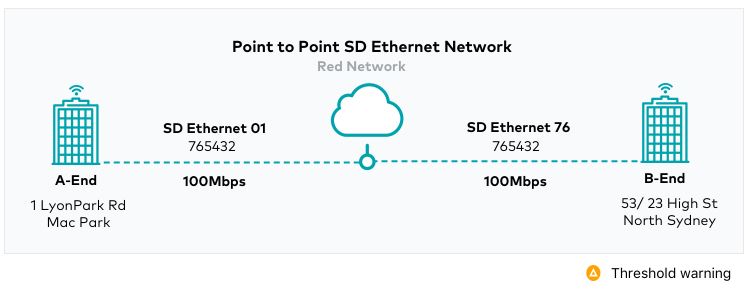 Point to Point SD Ethernet Network
Red Network
SD Ethernet 01
765432
100Mbps
SD Ethernet 76
765432
100Mbps
A-End
1 LyonPark Rd
Mac Park
B-End
53/ 23 High St
North Sydney
Threshold warning